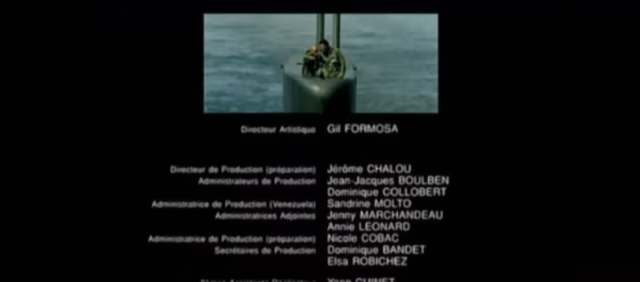 Directeur Artistique Gil FORMOSA
Directeur de Production (préparation) Jérôme CHALOU
Administrateurs de Production Jean-Jacques BOULBEN
Dominique COLLOBERT
Administratrice de Production (Venezuela) Sandrine MOLTO
Administratrices Adjointes Jenny MARCHANDEAU
Annie LEONARD
Administratrice de Production (préparation) Nicole COBAC
Secrétaires de Production Dominique BANDET
Elsa ROBICHEZ